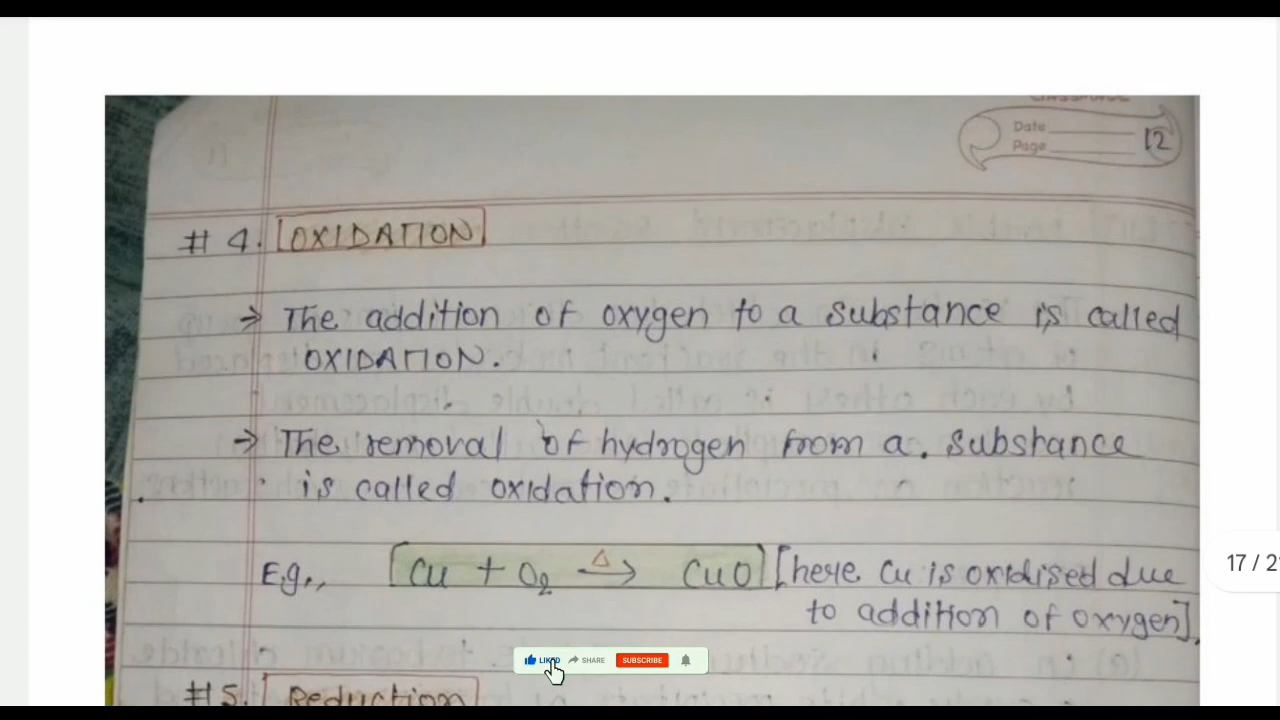 Date
Page 12
# 4. OXIDATION
→ The addition of oxygen to a substance is called
OXIDATION.
→ The removal of hydrogen from a. substance
is called oxidation.
E.g., Cu + O2 Δ→ CuO [here Cu is oxidised due
to addition of oxygen].
17 / 2
LIKED SHARE SUBSCRIBE
# 5. Reduction